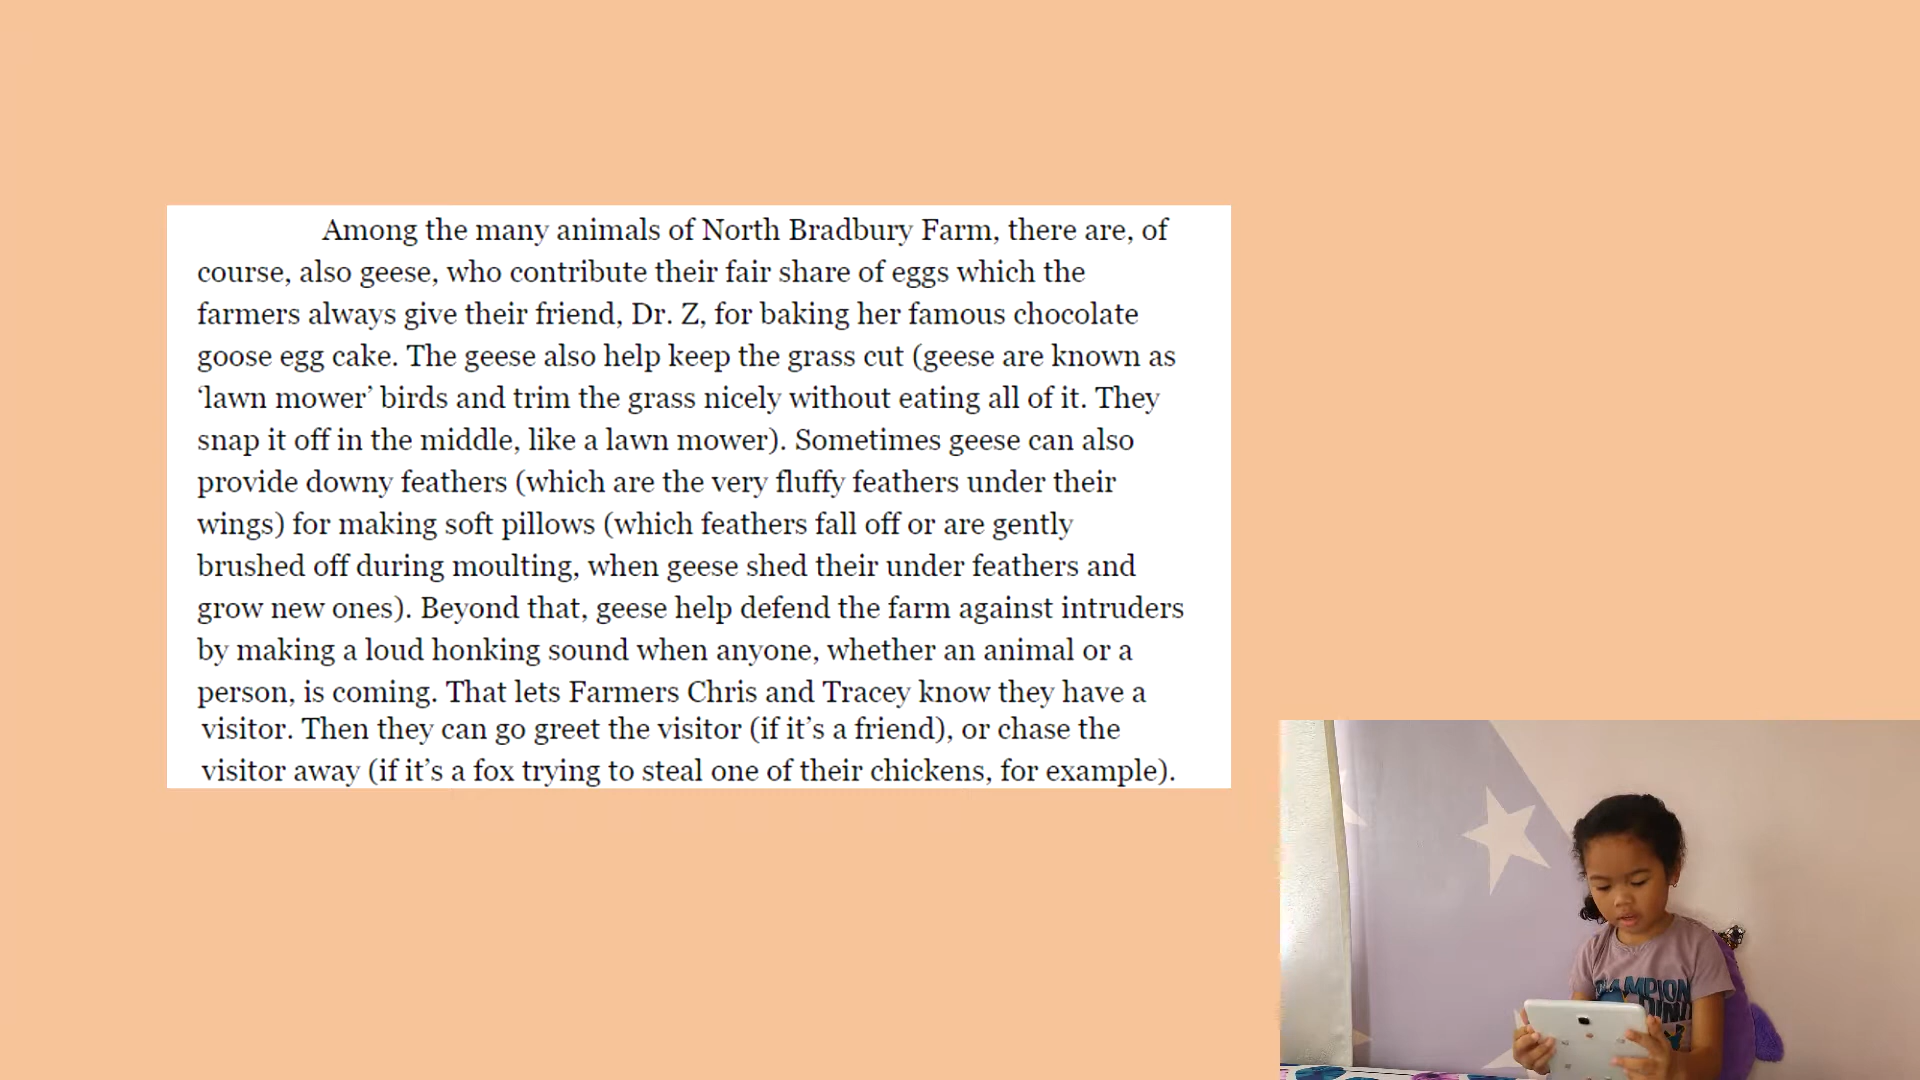 Among the many animals of North Bradbury Farm, there are, of
course, also geese, who contribute their fair share of eggs which the
farmers always give their friend, Dr. Z, for baking her famous chocolate
goose egg cake. The geese also help keep the grass cut (geese are known as
‘lawn mower’ birds and trim the grass nicely without eating all of it. They
snap it off in the middle, like a lawn mower). Sometimes geese can also
provide downy feathers (which are the very fluffy feathers under their
wings) for making soft pillows (which feathers fall off or are gently
brushed off during moulting, when geese shed their under feathers and
grow new ones). Beyond that, geese help defend the farm against intruders
by making a loud honking sound when anyone, whether an animal or a
person, is coming. That lets Farmers Chris and Tracey know they have a
visitor. Then they can go greet the visitor (if it’s a friend), or chase the
visitor away (if it’s a fox trying to steal one of their chickens, for example).